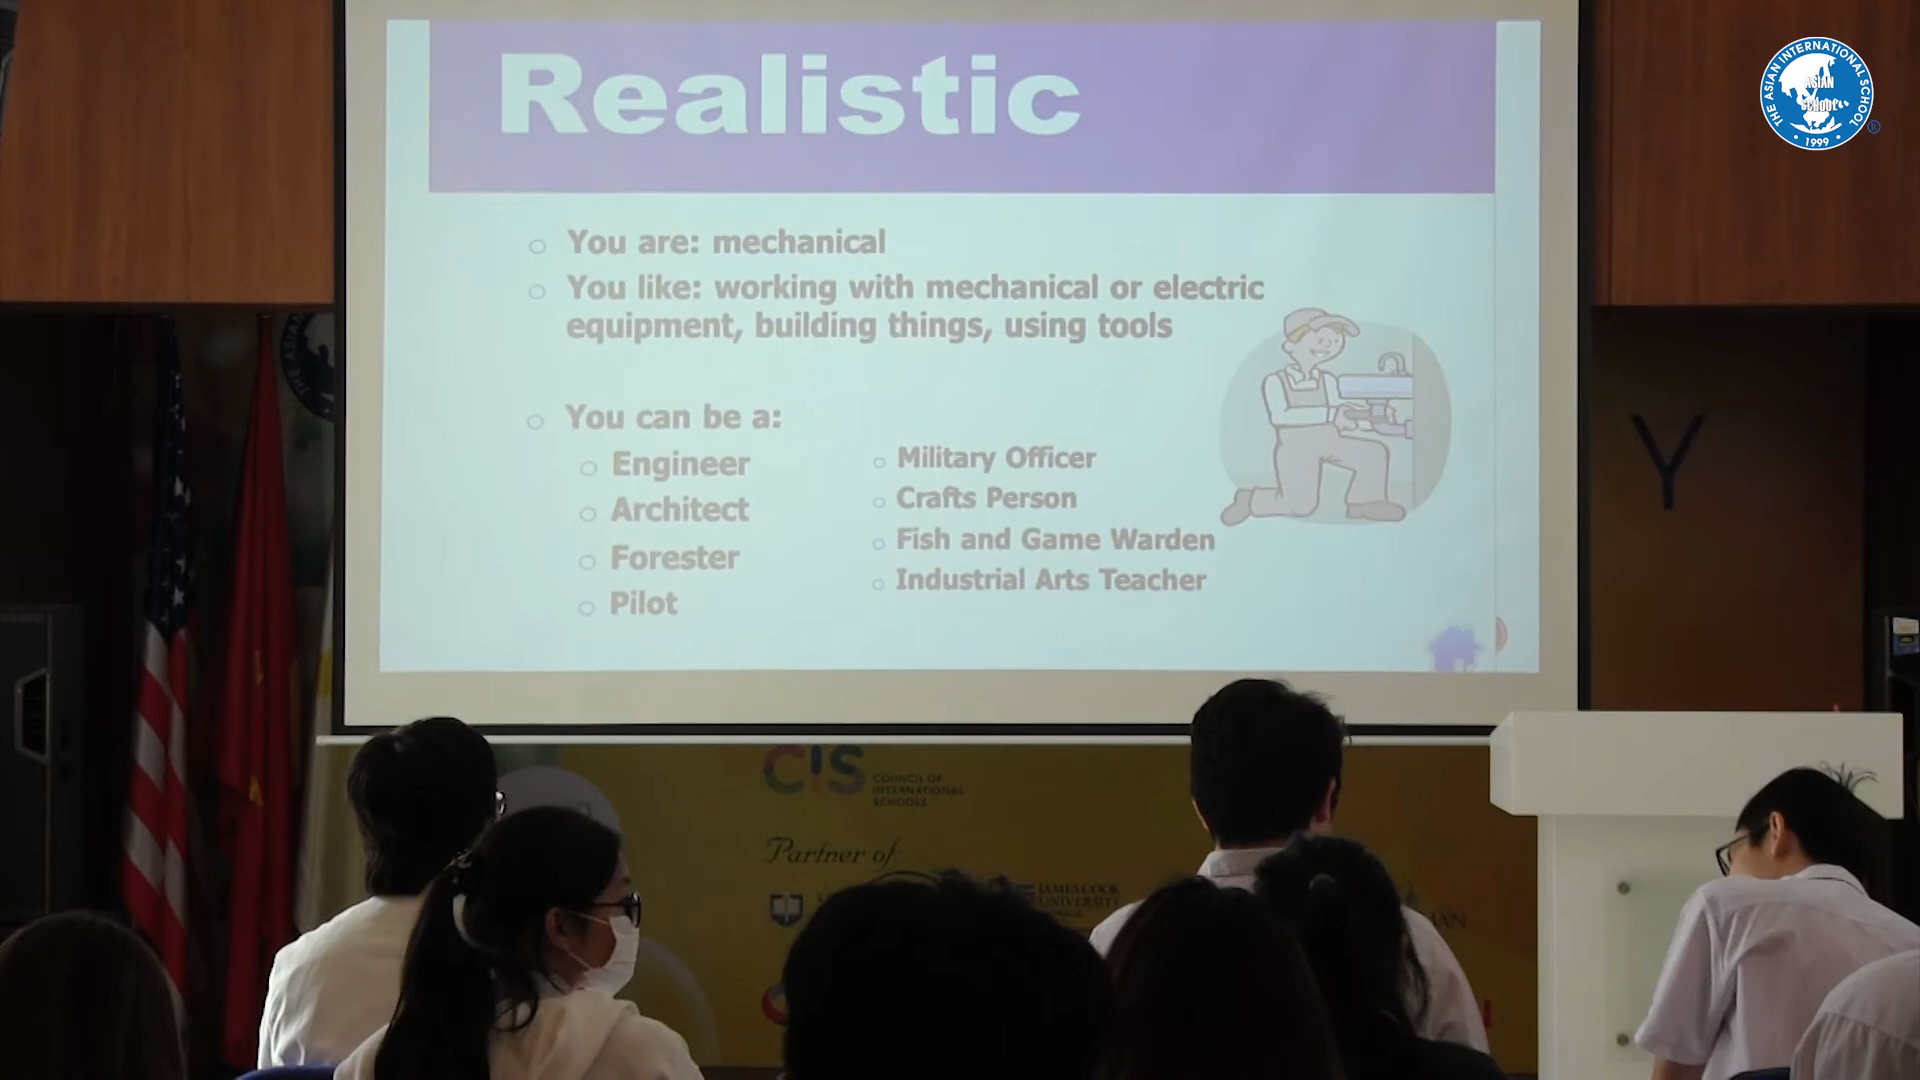 Realistic
You are: mechanical
You like: working with mechanical or electric
equipment, building things, using tools
You can be a:
Engineer
Architect
Forester
Pilot
Military Officer
Crafts Person
Fish and Game Warden
Industrial Arts Teacher
THE ASIAN INTERNATIONAL SCHOOL
ASIAN
SCHOOL
1999
®
THE ASIAN
Y
CIS
COUNCIL OF
INTERNATIONAL
SCHOOLS
Partner of:
JAMES COOK
UNIVERSITY